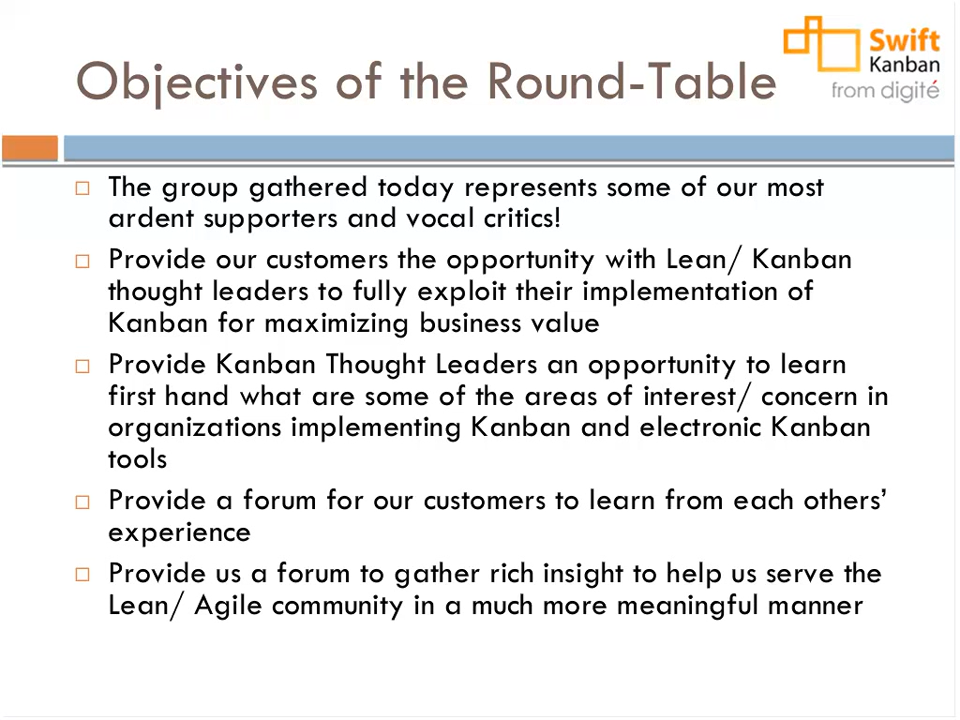 Objectives of the Round-Table
Swift
Kanban
from digité
The group gathered today represents some of our most
ardent supporters and vocal critics!
Provide our customers the opportunity with Lean/ Kanban
thought leaders to fully exploit their implementation of
Kanban for maximizing business value
Provide Kanban Thought Leaders an opportunity to learn
first hand what are some of the areas of interest/ concern in
organizations implementing Kanban and electronic Kanban
tools
Provide a forum for our customers to learn from each others’
experience
Provide us a forum to gather rich insight to help us serve the
Lean/ Agile community in a much more meaningful manner